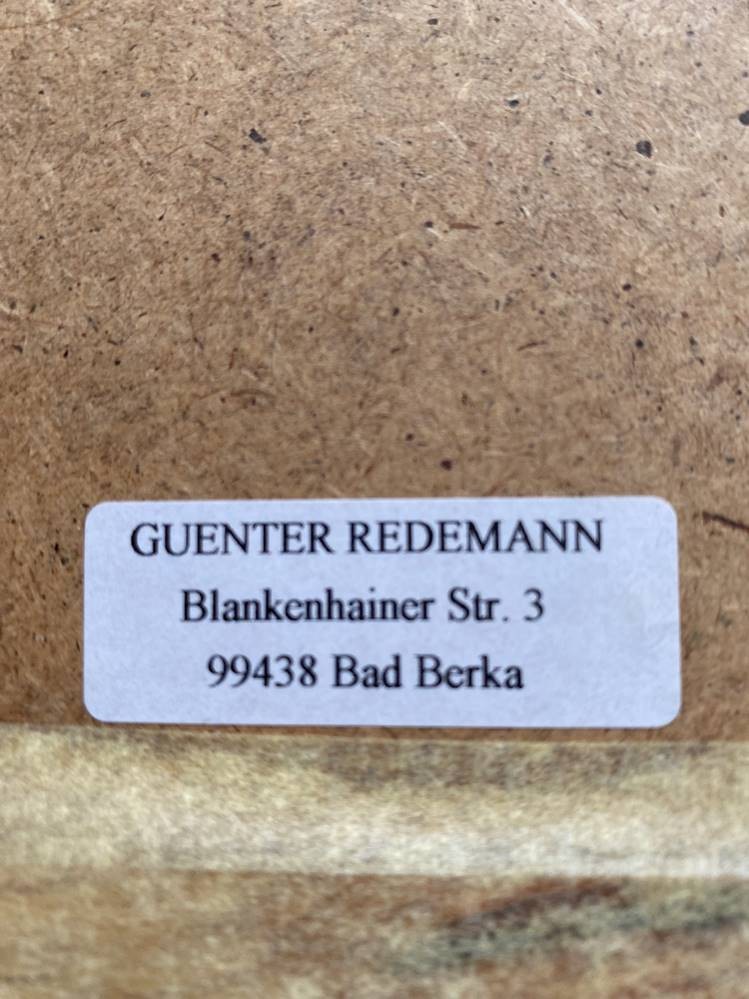 GUENTER REDEMANN
Blankenhainer Str. 3
99438 Bad Berka